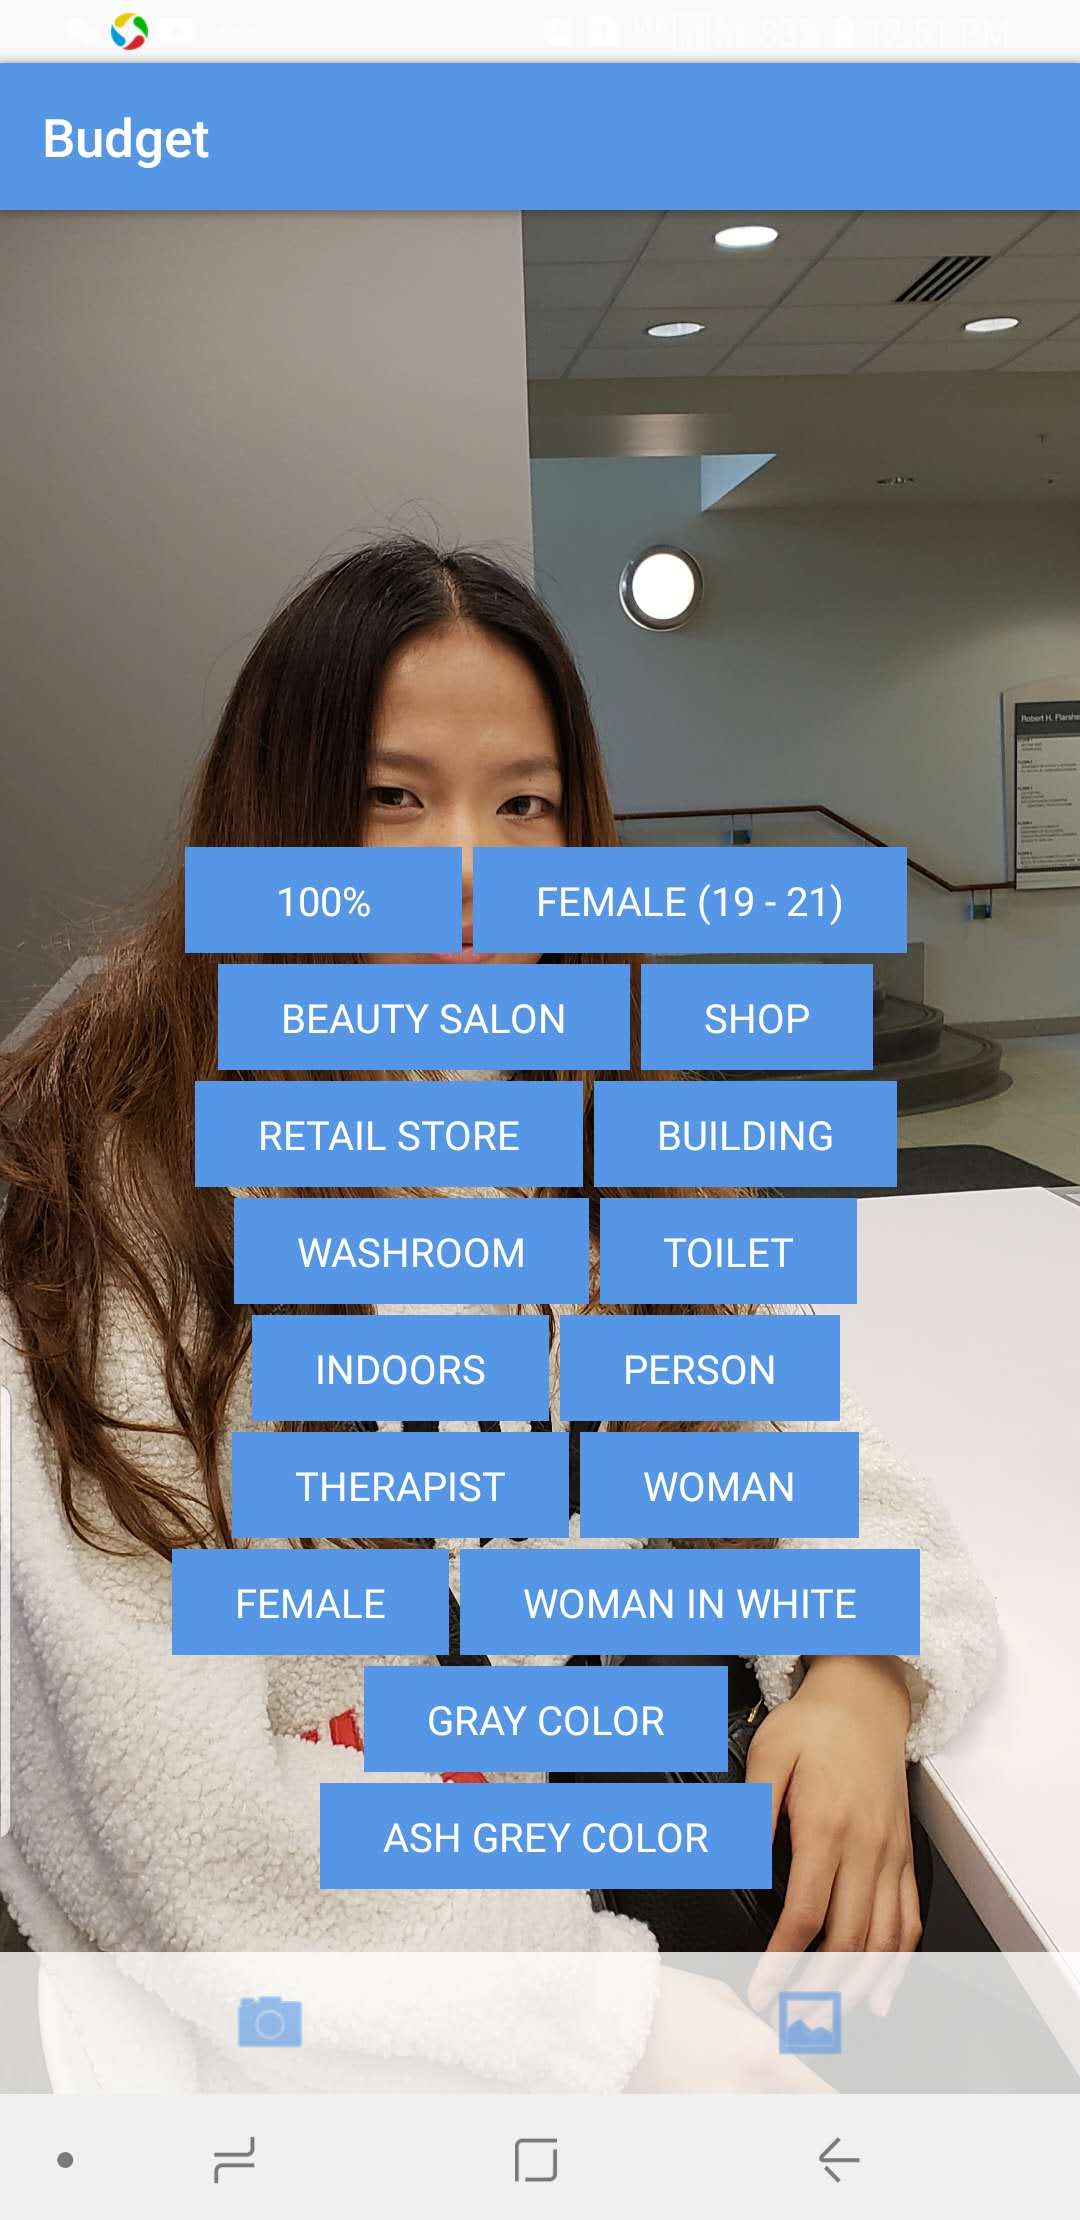 83% 12:51 PM
Budget
Robert H. Flarshe
100%
FEMALE (19 - 21)
BEAUTY SALON
SHOP
RETAIL STORE
BUILDING
WASHROOM
TOILET
INDOORS
PERSON
THERAPIST
WOMAN
FEMALE
WOMAN IN WHITE
GRAY COLOR
ASH GREY COLOR